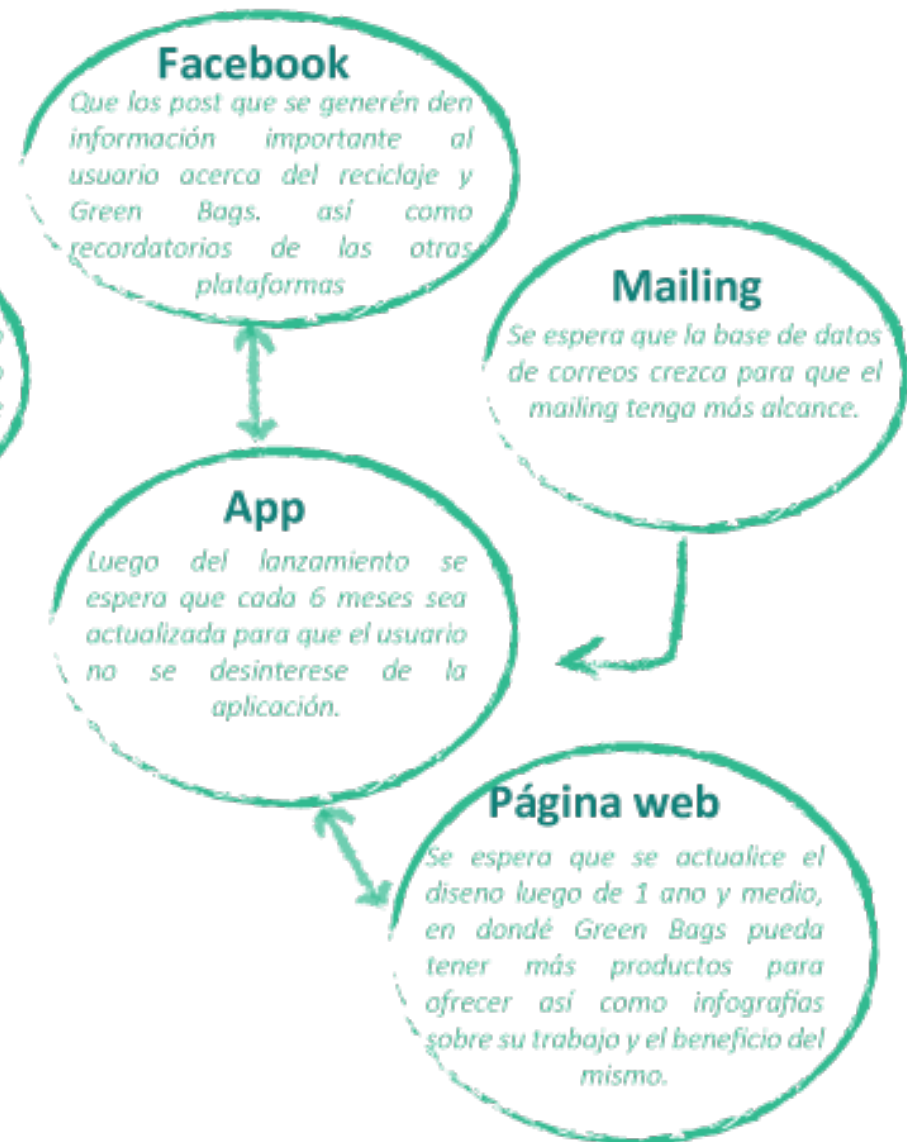 Facebook
Que los post que se generén den
información importante al
usuario acerca del reciclaje y
Green Bags. así como
recordatorios de las otras
plataformas
Mailing
Se espera que la base de datos
de correos crezca para que el
mailing tenga más alcance.
App
Luego del lanzamiento se
espera que cada 6 meses sea
actualizada para que el usuario
no se desinterese de la
aplicación.
Página web
Se espera que se actualice el
diseno luego de 1 ano y medio,
en dondé Green Bags pueda
tener más productos para
ofrecer así como infografías
sobre su trabajo y el beneficio del
mismo.